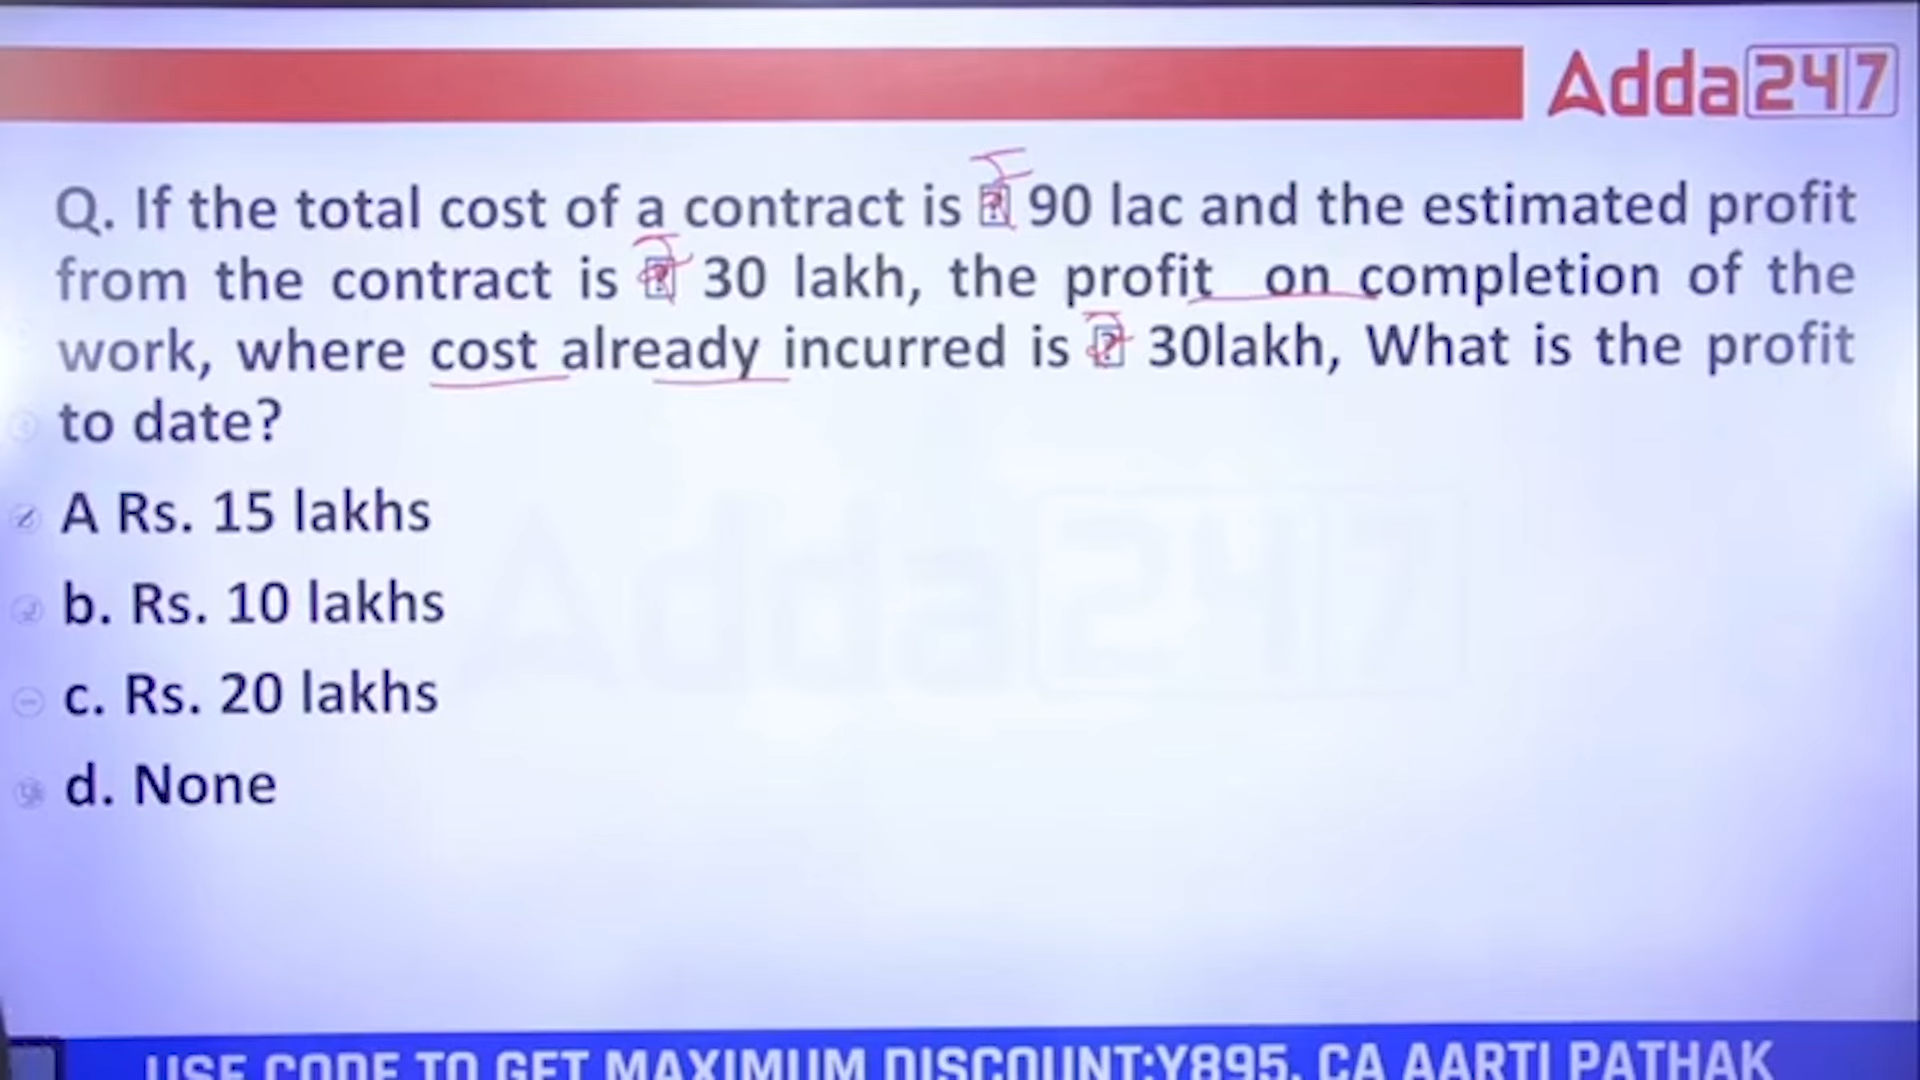 Adda247
Q. If the total cost of a contract is 90 lac and the estimated profit
from the contract is 30 lakh, the profit on completion of the
work, where cost already incurred is 30lakh, What is the profit
to date?
A Rs. 15 lakhs
b. Rs. 10 lakhs
c. Rs. 20 lakhs
d. None
Adda247
USE CODE TO GET MAXIMUM DISCOUNT:Y895, CA AARTI PATHAK